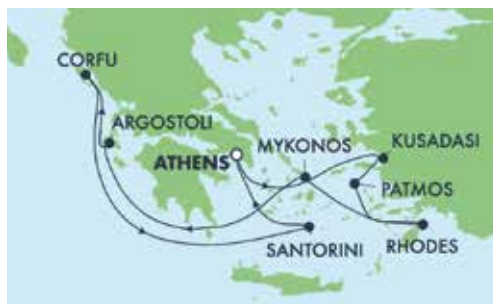 CORFU
ARGOSTOLI
MYKONOS
KUSADASI
ATHENS
PATMOS
SANTORINI
RHODES